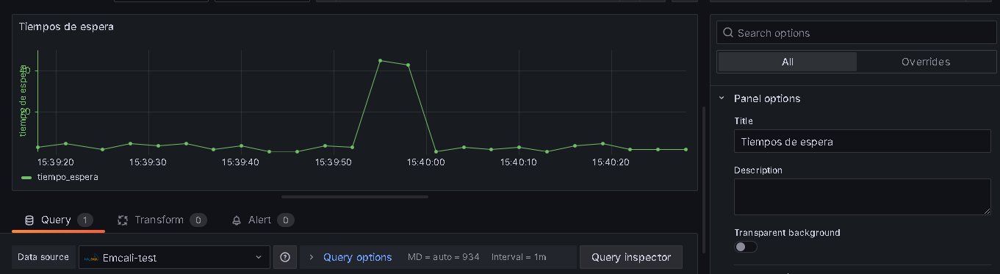 Tiempos de espera
tiempo de espera
15:39:20 15:39:30 15:39:40 15:39:50 15:40:00 15:40:10 15:40:20
tiempo_espera
Query 1 Transform 0 Alert 0
Data source MySQL Emcali-test ? Query options MD = auto = 934 Interval = 1m Query inspector
Search options
All Overrides
Panel options
Title
Tiempos de espera
Description
Transparent background